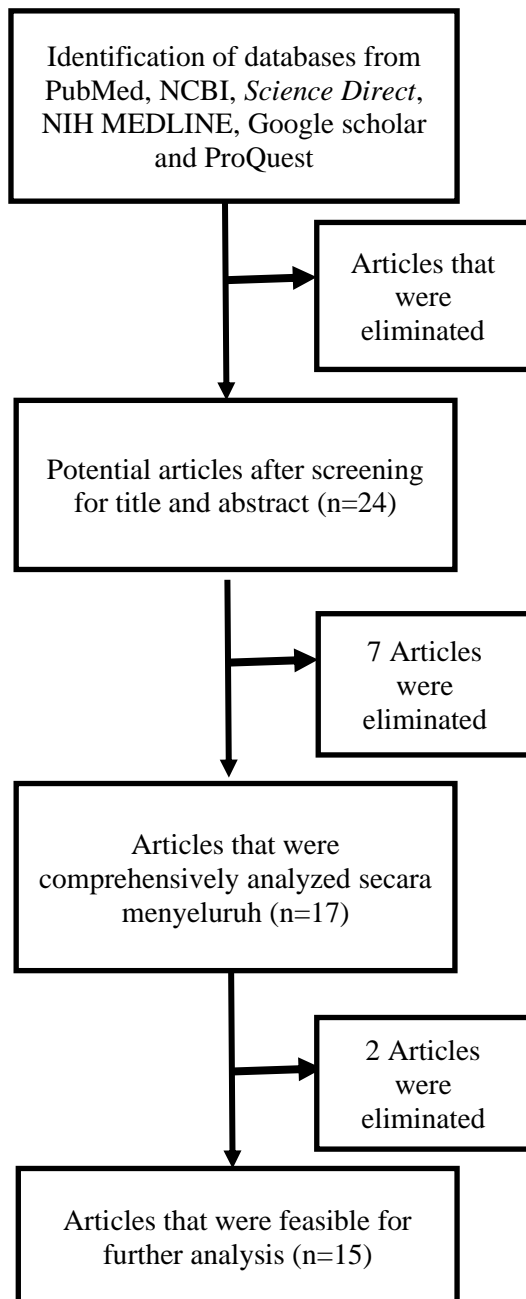 Identification of databases from
PubMed, NCBI, Science Direct,
NIH MEDLINE, Google scholar
and ProQuest
Articles that
were
eliminated
Potential articles after screening
for title and abstract (n=24)
7 Articles
were
eliminated
Articles that were
comprehensively analyzed secara
menyeluruh (n=17)
2 Articles
were
eliminated
Articles that were feasible for
further analysis (n=15)